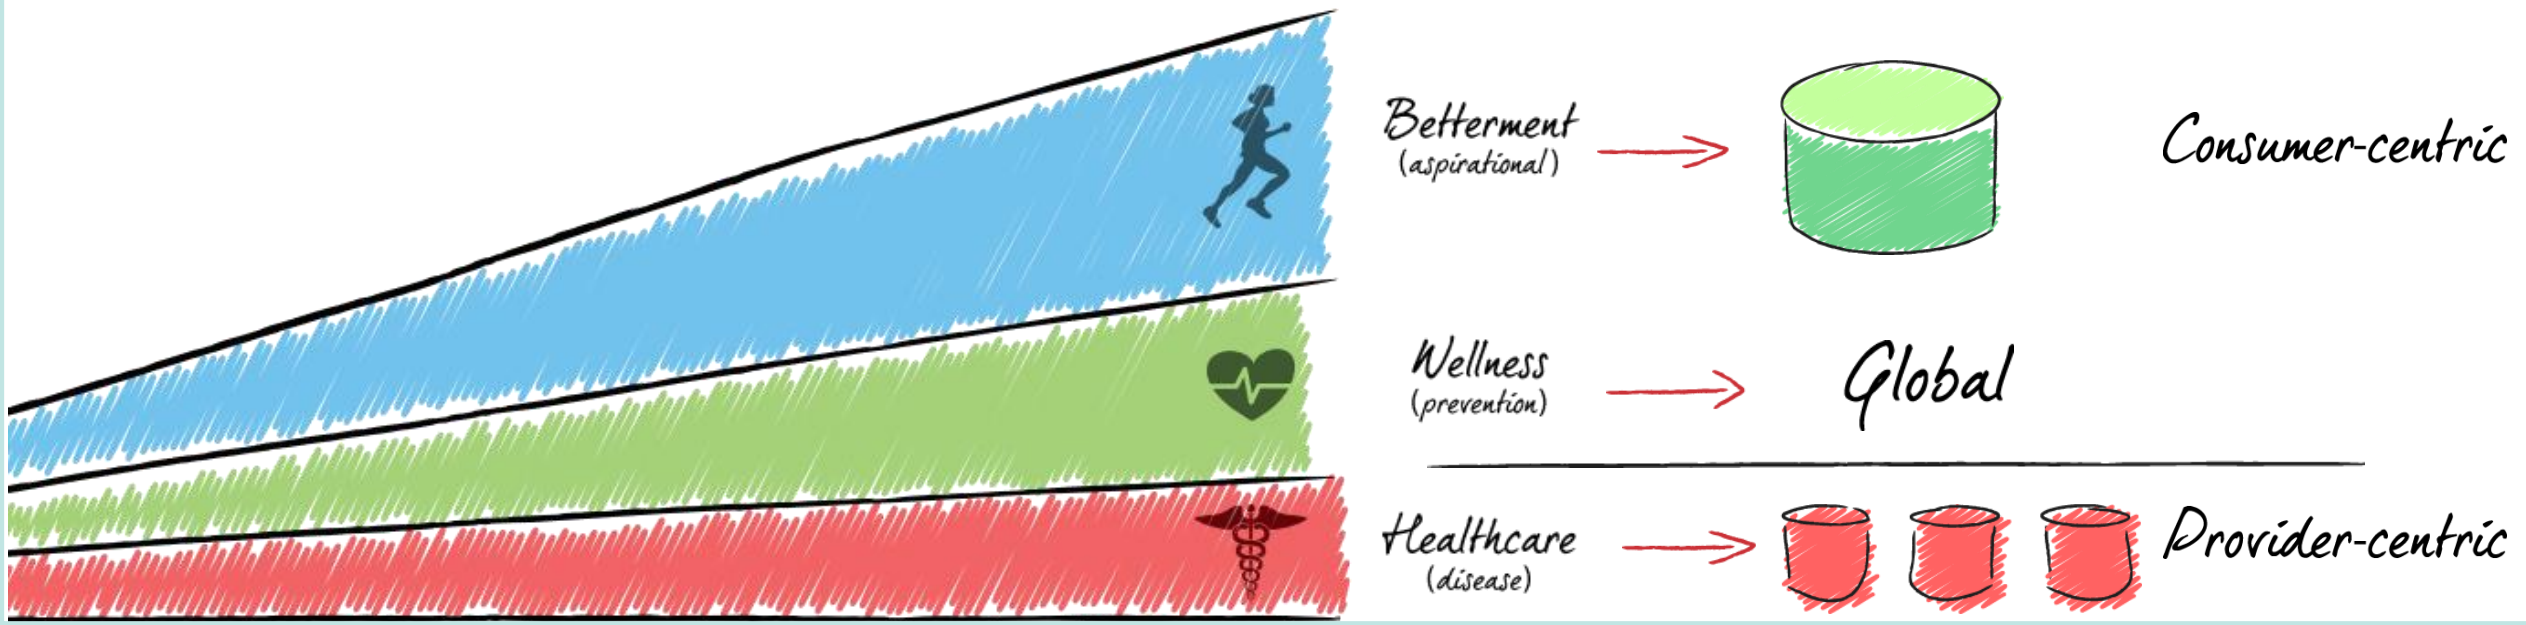 Betterment
(aspirational)
Consumer-centric
Wellness
(prevention)
Global
Healthcare
(disease)
Provider-centric